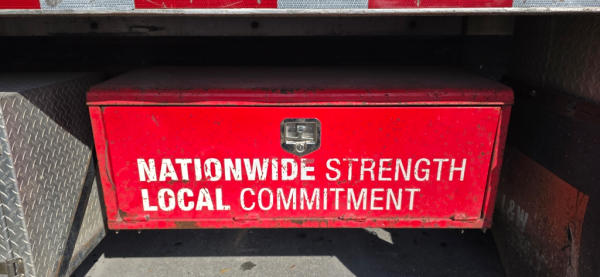 NATIONWIDE STRENGTH
LOCAL COMMITMENT